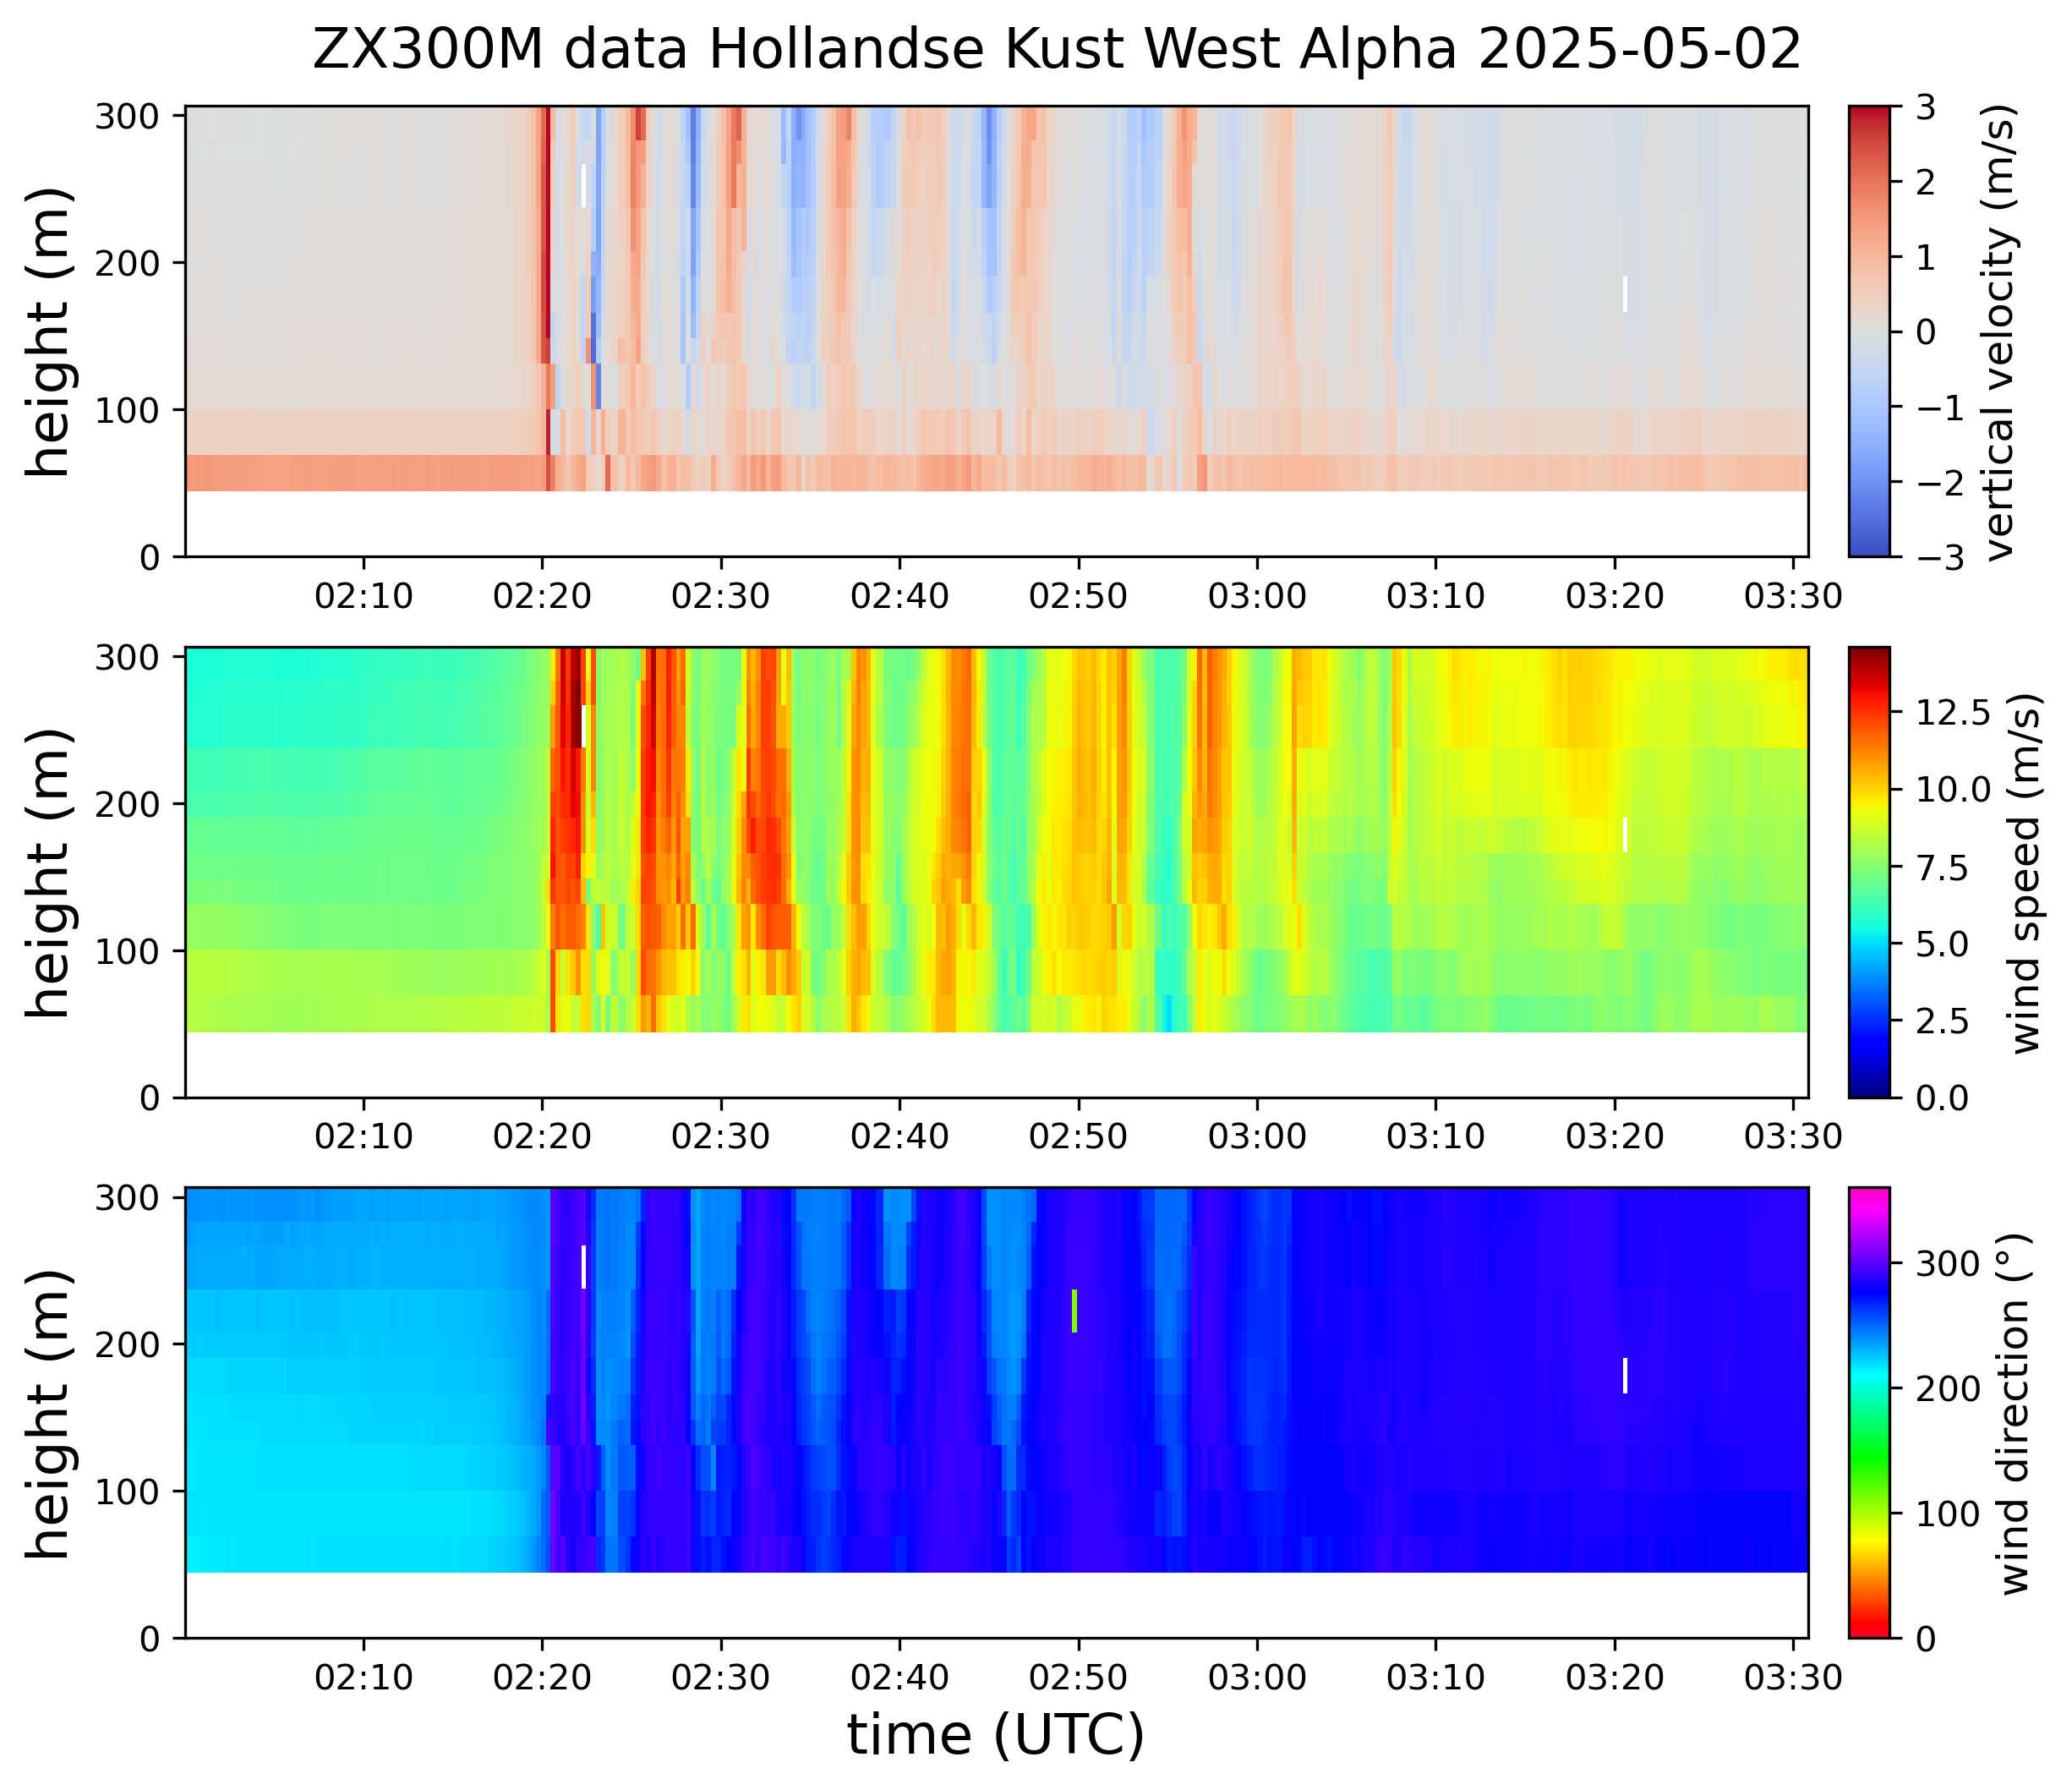 ZX300M data Hollandse Kust West Alpha 2025-05-02
height (m)
300
200
100
0
02:10 02:20 02:30 02:40 02:50 03:00 03:10 03:20 03:30
3
2
1
0
−1
−2
−3
vertical velocity (m/s)
height (m)
300
200
100
0
02:10 02:20 02:30 02:40 02:50 03:00 03:10 03:20 03:30
12.5
10.0
7.5
5.0
2.5
0.0
wind speed (m/s)
height (m)
300
200
100
0
02:10 02:20 02:30 02:40 02:50 03:00 03:10 03:20 03:30
300
200
100
0
wind direction (°)
time (UTC)